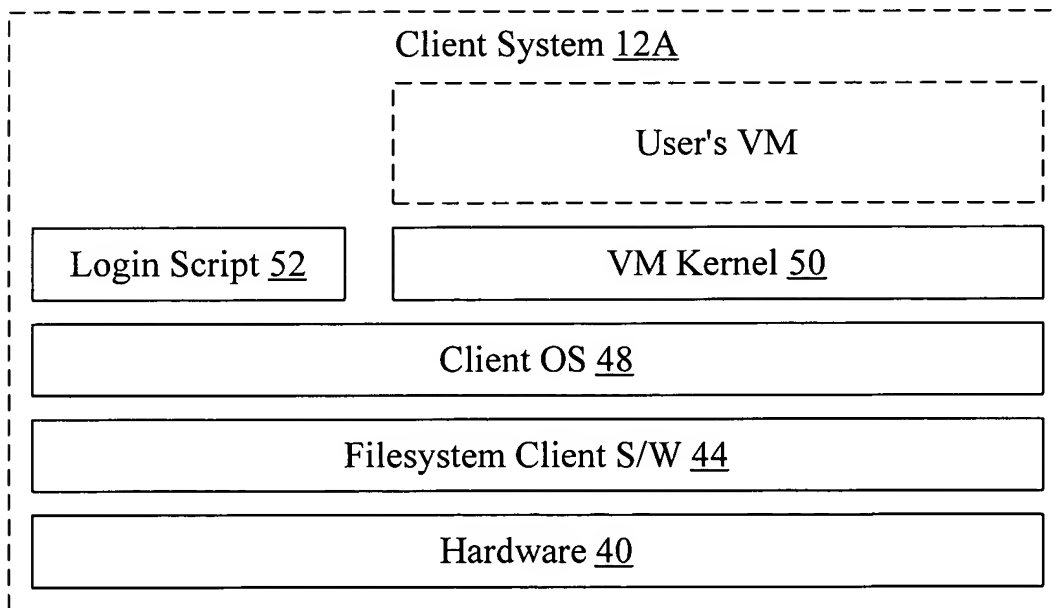 Client System 12A
User's VM
Login Script 52
VM Kernel 50
Client OS 48
Filesystem Client S/W 44
Hardware 40